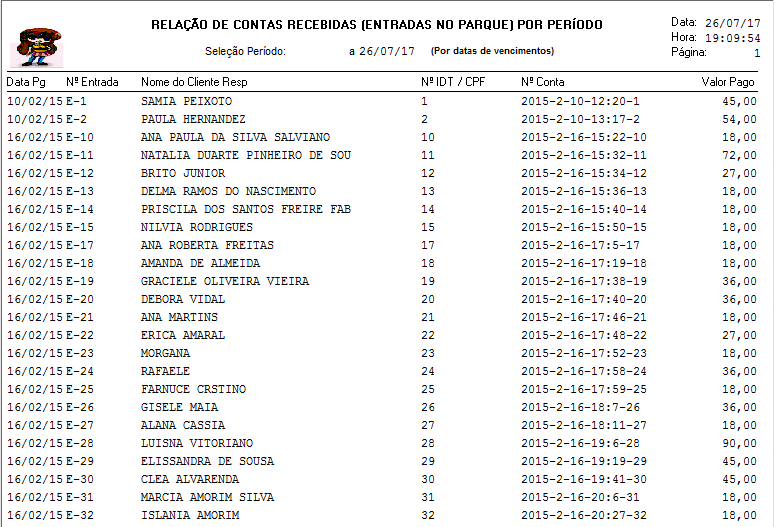 RELAÇÃO DE CONTAS RECEBIDAS (ENTRADAS NO PARQUE) POR PERÍODO
Data: 26/07/17
Hora: 19:09:54
Seleção Período: a 26/07/17 (Por datas de vencimentos)
Página: 1
Data Pg Nº Entrada Nome do Cliente Resp Nº IDT / CPF Nº Conta Valor Pago
10/02/15 E-1 SAMIA PEIXOTO 1 2015-2-10-12:20-1 45,00
10/02/15 E-2 PAULA HERNANDEZ 2 2015-2-10-13:17-2 54,00
16/02/15 E-10 ANA PAULA DA SILVA SALVIANO 10 2015-2-16-15:22-10 18,00
16/02/15 E-11 NATALIA DUARTE PINHEIRO DE SOU 11 2015-2-16-15:32-11 72,00
16/02/15 E-12 BRITO JUNIOR 12 2015-2-16-15:34-12 27,00
16/02/15 E-13 DELMA RAMOS DO NASCIMENTO 13 2015-2-16-15:36-13 18,00
16/02/15 E-14 PRISCILA DOS SANTOS FREIRE FAB 14 2015-2-16-15:40-14 18,00
16/02/15 E-15 NILVIA RODRIGUES 15 2015-2-16-15:50-15 18,00
16/02/15 E-17 ANA ROBERTA FREITAS 17 2015-2-16-17:5-17 18,00
16/02/15 E-18 AMANDA DE ALMEIDA 18 2015-2-16-17:19-18 18,00
16/02/15 E-19 GRACIELE OLIVEIRA VIEIRA 19 2015-2-16-17:38-19 36,00
16/02/15 E-20 DEBORA VIDAL 20 2015-2-16-17:40-20 36,00
16/02/15 E-21 ANA MARTINS 21 2015-2-16-17:46-21 18,00
16/02/15 E-22 ERICA AMARAL 22 2015-2-16-17:48-22 27,00
16/02/15 E-23 MORGANA 23 2015-2-16-17:52-23 18,00
16/02/15 E-24 RAFAELE 24 2015-2-16-17:58-24 36,00
16/02/15 E-25 FARNUCE CRSTINO 25 2015-2-16-17:59-25 18,00
16/02/15 E-26 GISELE MAIA 26 2015-2-16-18:7-26 36,00
16/02/15 E-27 ALANA CASSIA 27 2015-2-16-18:11-27 18,00
16/02/15 E-28 LUISNA VITORIANO 28 2015-2-16-19:6-28 90,00
16/02/15 E-29 ELISSANDRA DE SOUSA 29 2015-2-16-19:19-29 45,00
16/02/15 E-30 CLEA ALVARENDA 30 2015-2-16-19:41-30 45,00
16/02/15 E-31 MARCIA AMORIM SILVA 31 2015-2-16-20:6-31 18,00
16/02/15 E-32 ISLANIA AMORIM 32 2015-2-16-20:27-32 18,00